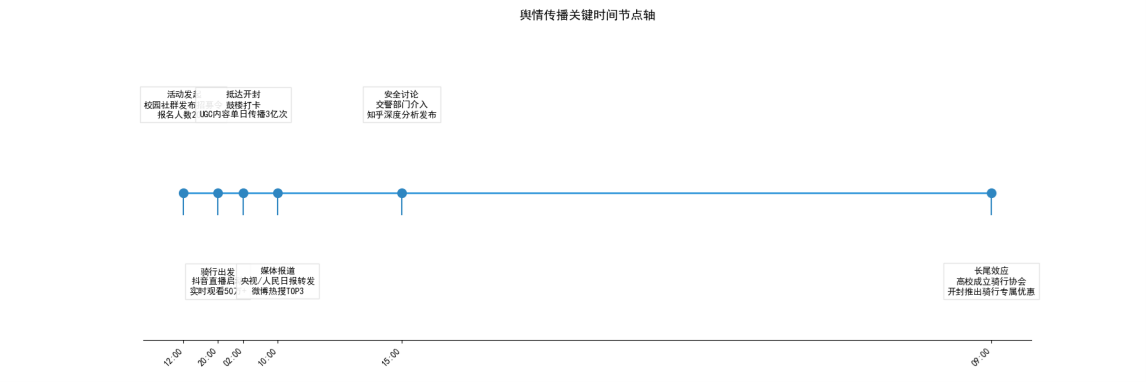 舆情传播关键时间节点轴
活动发起
校园社群发布
报名人数2
抵达开封
鼓楼打卡
UGC内容单日传播3亿次
安全讨论
交警部门介入
知乎深度分析发布
骑行出发
抖音直播启
实时观看50万
媒体报道
央视/人民日报转发
微博热搜TOP3
长尾效应
高校成立骑行协会
开封推出骑行专属优惠
12:00
20:00
02:00
10:00
15:00
09:00